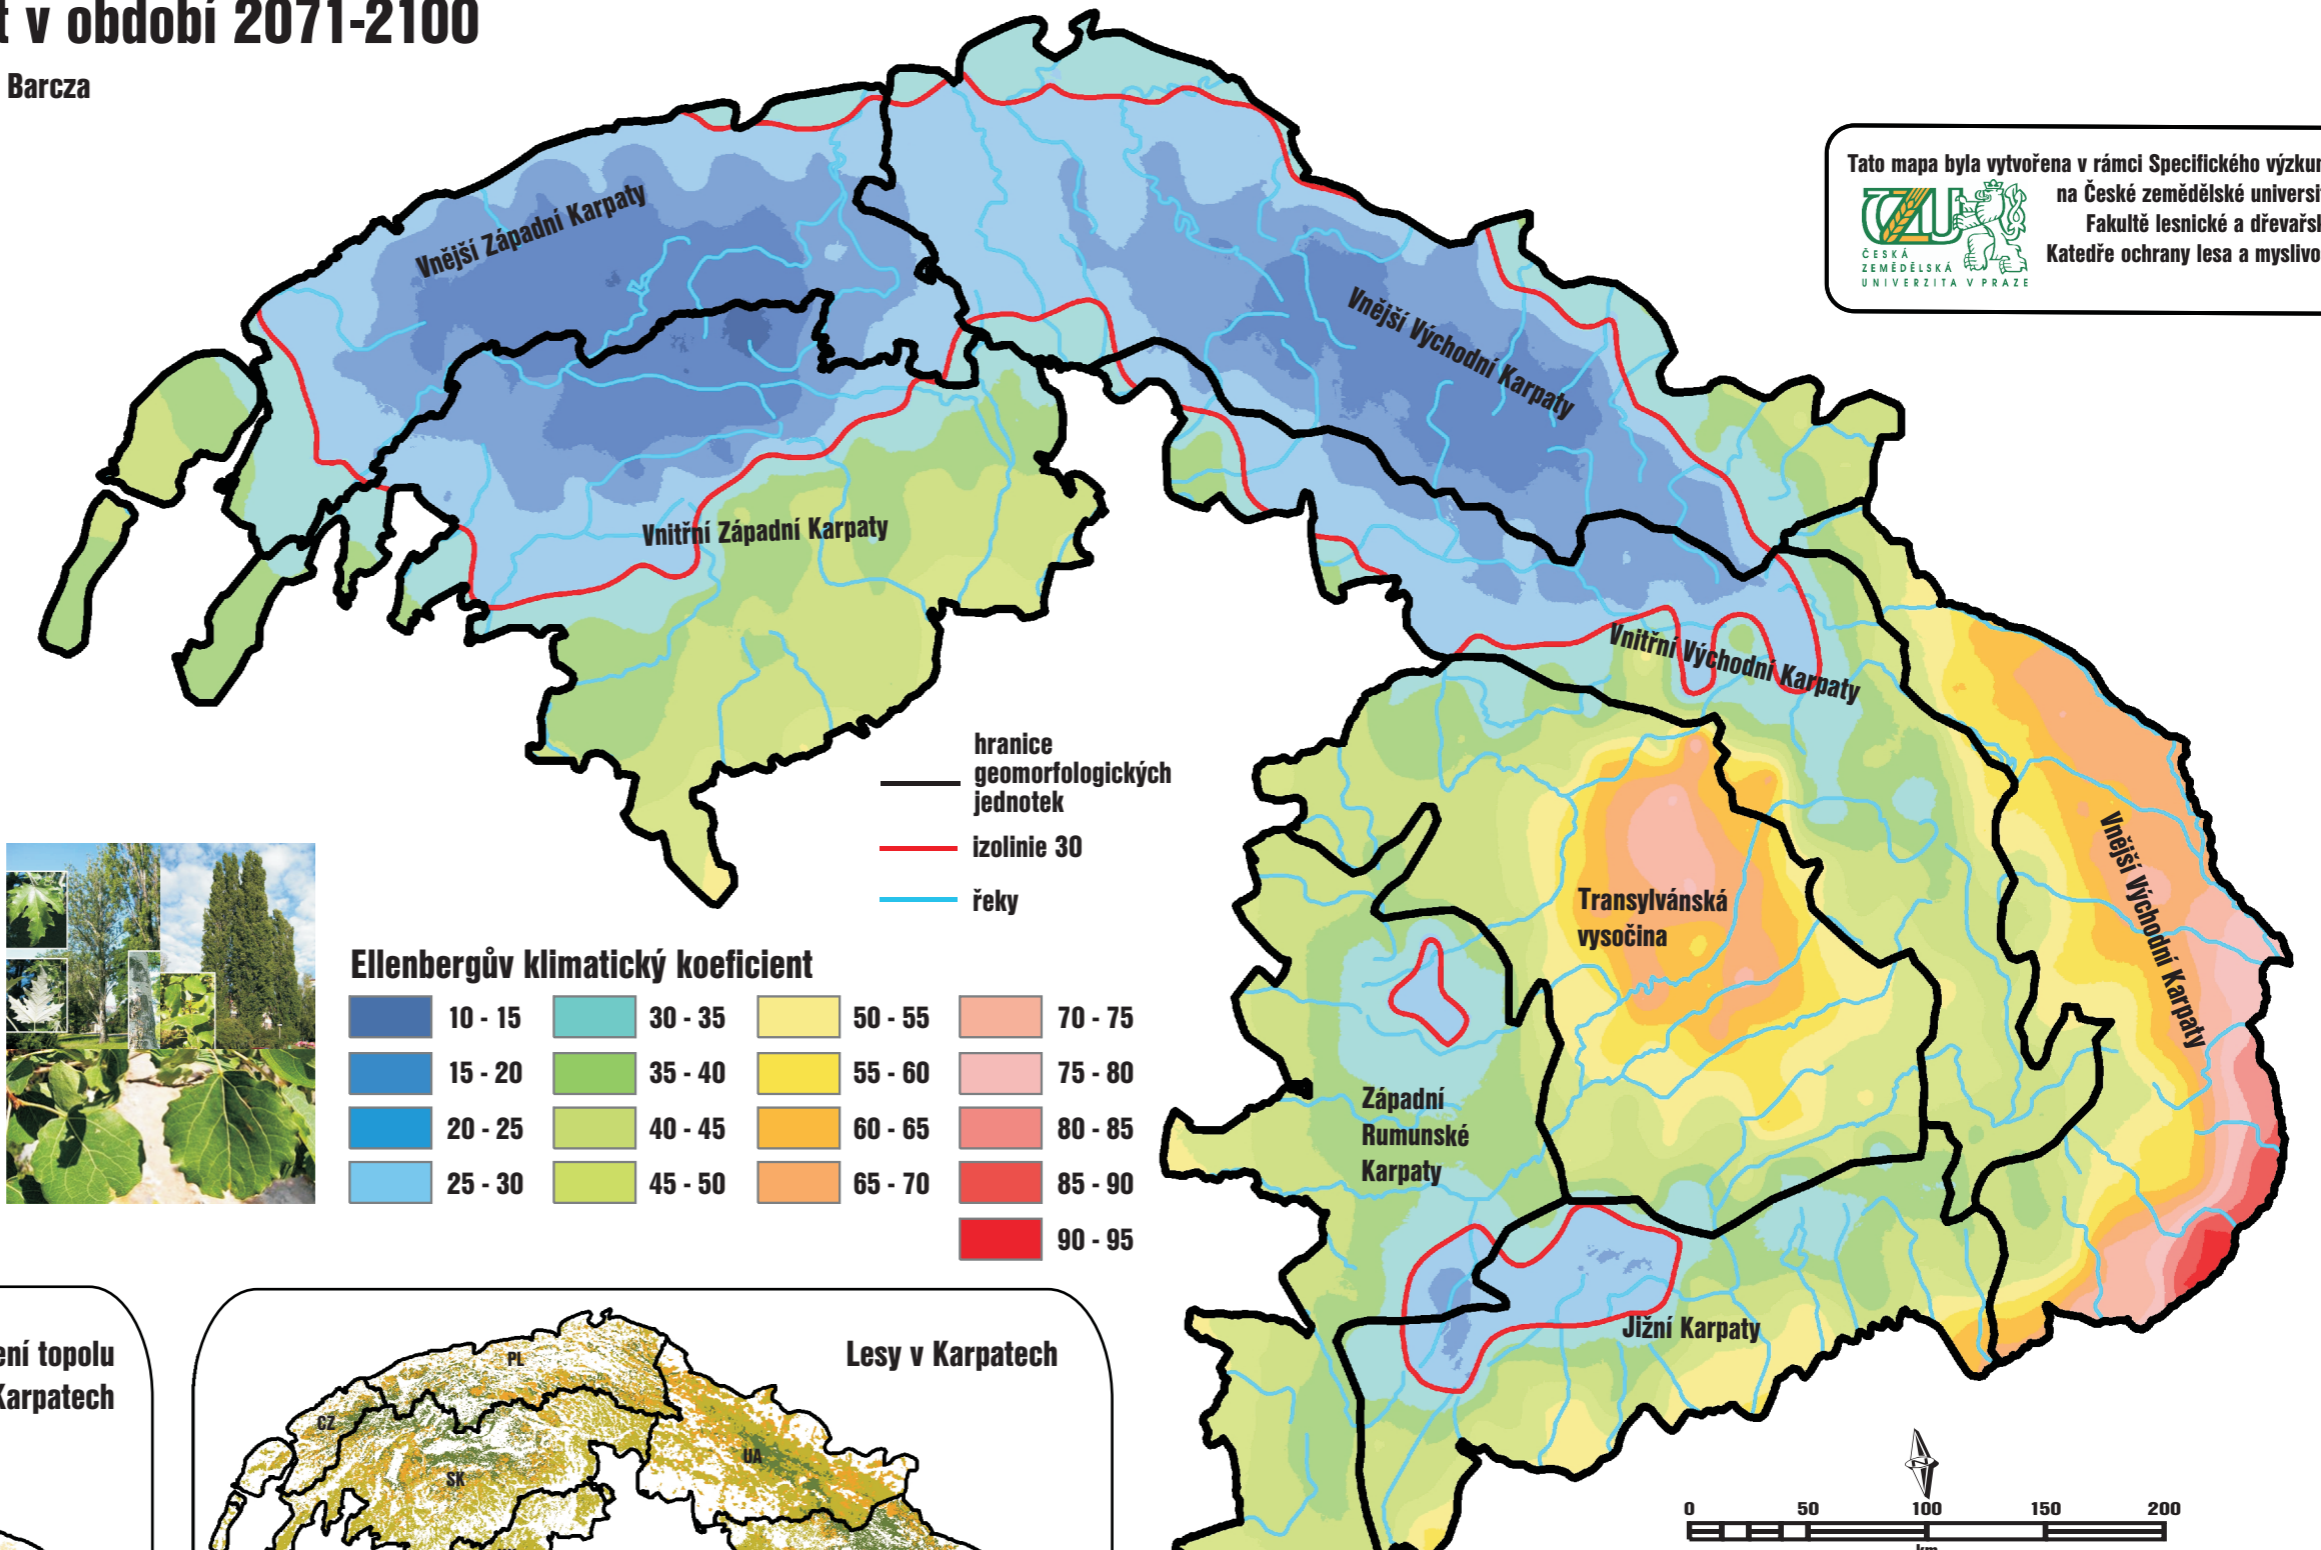 t v období 2071-2100
Barcza
Tato mapa byla vytvořena v rámci Specifického
na České zemědělské
Fakultě lesnické a
Katedře ochrany lesa a
ČZU
ČESKÁ
ZEMĚDĚLSKÁ
UNIVERZITA V PRAZE
Vnější Západní Karpaty
Vnější Východní Karpaty
Vnitřní Západní Karpaty
Vnitřní Východní Karpaty
Vnější Východní Karpaty
Transylvánská
vysočina
Západní
Rumunské
Karpaty
Jižní Karpaty
hranice
geomorfologických
jednotek
izolinie 30
řeky
Ellenbergův klimatický koeficient
10 - 15
15 - 20
20 - 25
25 - 30
30 - 35
35 - 40
40 - 45
45 - 50
50 - 55
55 - 60
60 - 65
65 - 70
70 - 75
75 - 80
80 - 85
85 - 90
90 - 95
ení topolu
Karpatech
Lesy v Karpatech
PL
CZ
SK
UA
0 50 100 150 200
km